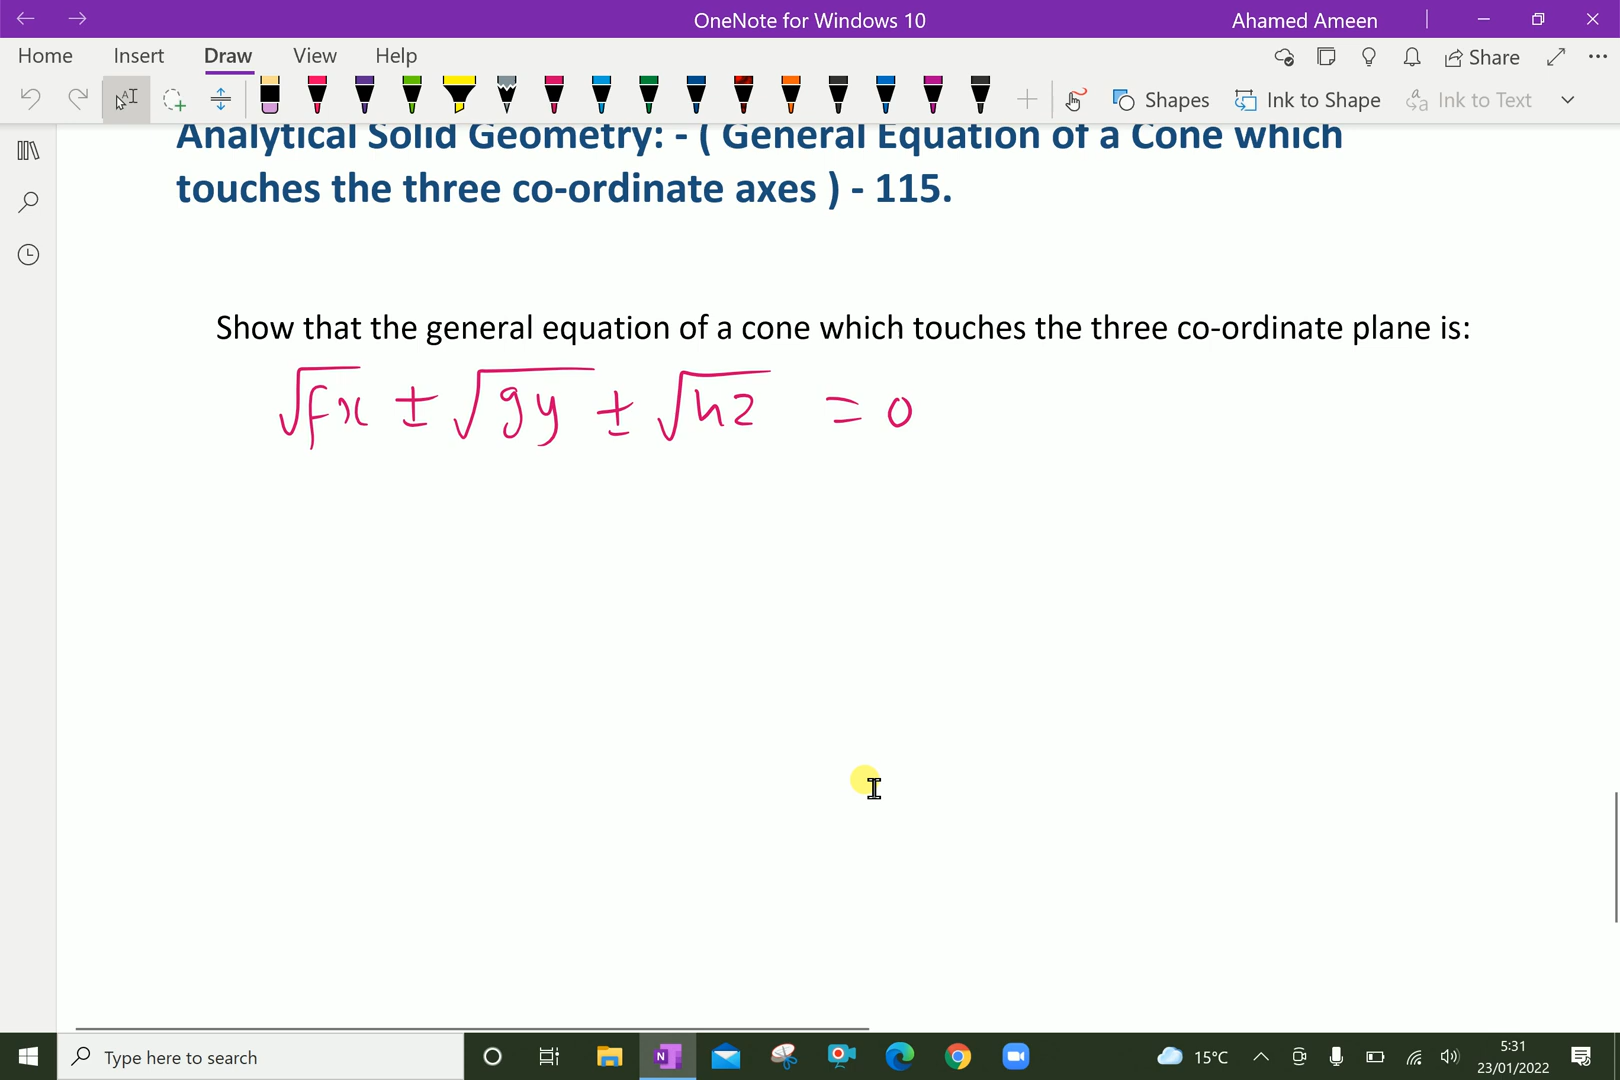 OneNote for Windows 10
Ahamed Ameen
Home Insert Draw View Help
Share
Shapes Ink to Shape Ink to Text
Analytical Solid Geometry: - ( General Equation of a Cone which
touches the three co-ordinate axes ) - 115.
Show that the general equation of a cone which touches the three co-ordinate plane is:
√fx ± √gy ± √hz = 0
Type here to search
15°C
5:31
23/01/2022